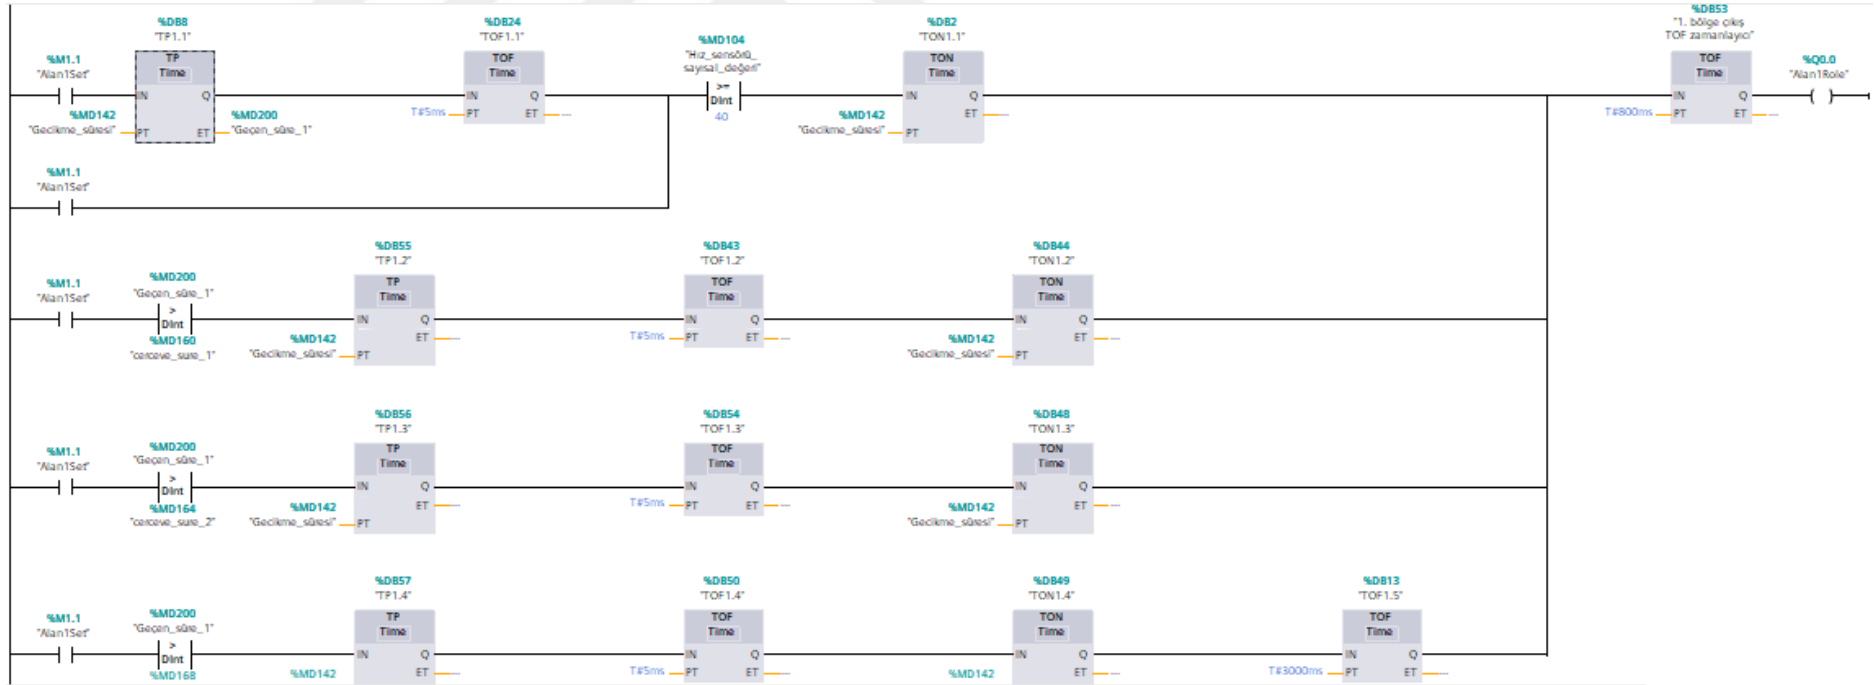 %DB8
"TP1.1"
TP
Time
IN
Q
PT
ET
%M1.1
"Alan1Set"
%MD142
"Gecikme_süresi"
%MD200
"Geçen_süre_1"
%DB24
"TOF1.1"
TOF
Time
IN
Q
T#5ms
PT
ET
...
%MD104
"Hız_sensörü_
sayısal_değeri"
>=
DInt
40
%DB2
"TON1.1"
TON
Time
IN
Q
ET
...
%MD142
"Gecikme_süresi"
PT
%DB53
"1. bölge çıkış
TOF zamanlayıcı"
TOF
Time
IN
Q
T#800ms
PT
ET
...
%Q0.0
"Alan1Role"
%M1.1
"Alan1Set"
%M1.1
"Alan1Set"
%MD200
"Geçen_süre_1"
>
DInt
%MD160
"cerceve_sure_1"
%DB55
"TP1.2"
TP
Time
IN
Q
ET
...
%MD142
"Gecikme_süresi"
PT
%DB43
"TOF1.2"
TOF
Time
IN
Q
T#5ms
PT
ET
...
%DB44
"TON1.2"
TON
Time
IN
Q
ET
...
%MD142
"Gecikme_süresi"
PT
%M1.1
"Alan1Set"
%MD200
"Geçen_süre_1"
>
DInt
%MD164
"cerceve_sure_2"
%DB56
"TP1.3"
TP
Time
IN
Q
ET
...
%MD142
"Gecikme_süresi"
PT
%DB54
"TOF1.3"
TOF
Time
IN
Q
T#5ms
PT
ET
...
%DB48
"TON1.3"
TON
Time
IN
Q
ET
...
%MD142
"Gecikme_süresi"
PT
%M1.1
"Alan1Set"
%MD200
"Geçen_süre_1"
>
DInt
%MD168
%DB57
"TP1.4"
TP
Time
IN
Q
ET
...
%MD142
%DB50
"TOF1.4"
TOF
Time
IN
Q
T#5ms
PT
ET
...
%DB49
"TON1.4"
TON
Time
IN
Q
ET
...
%MD142
%DB13
"TOF1.5"
TOF
Time
IN
Q
T#3000ms
PT
ET
...